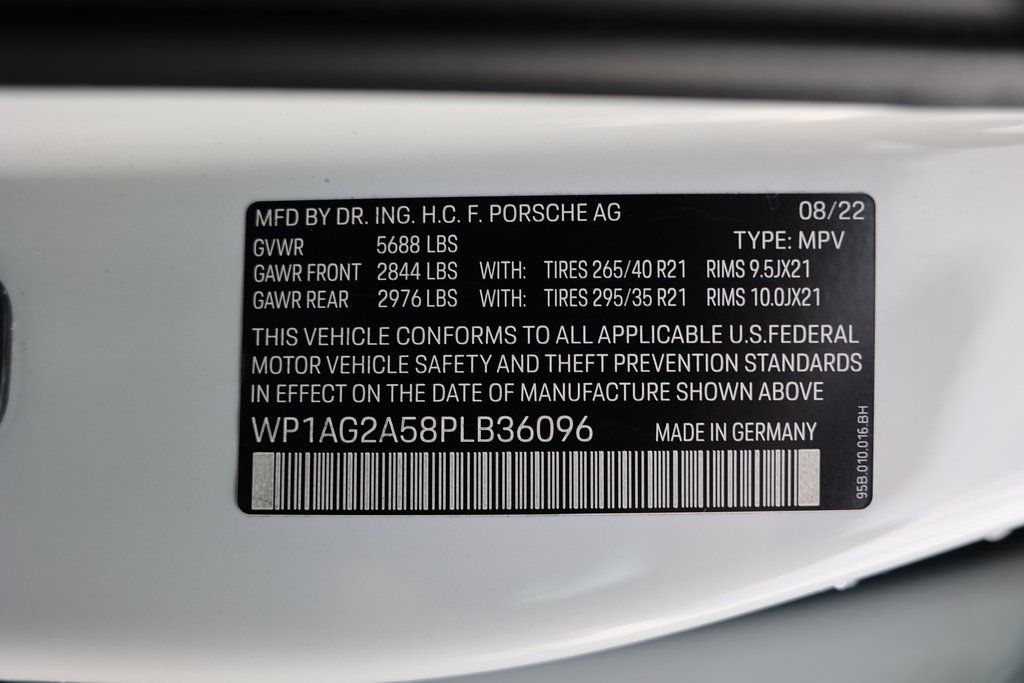 MFD BY DR. ING. H.C. F. PORSCHE AG 08/22
GVWR 5688 LBS TYPE: MPV
GAWR FRONT 2844 LBS WITH: TIRES 265/40 R21 RIMS 9.5JX21
GAWR REAR 2976 LBS WITH: TIRES 295/35 R21 RIMS 10.0JX21
THIS VEHICLE CONFORMS TO ALL APPLICABLE U.S.FEDERAL
MOTOR VEHICLE SAFETY AND THEFT PREVENTION STANDARDS
IN EFFECT ON THE DATE OF MANUFACTURE SHOWN ABOVE
WP1AG2A58PLB36096 MADE IN GERMANY
95B.010.016.BH